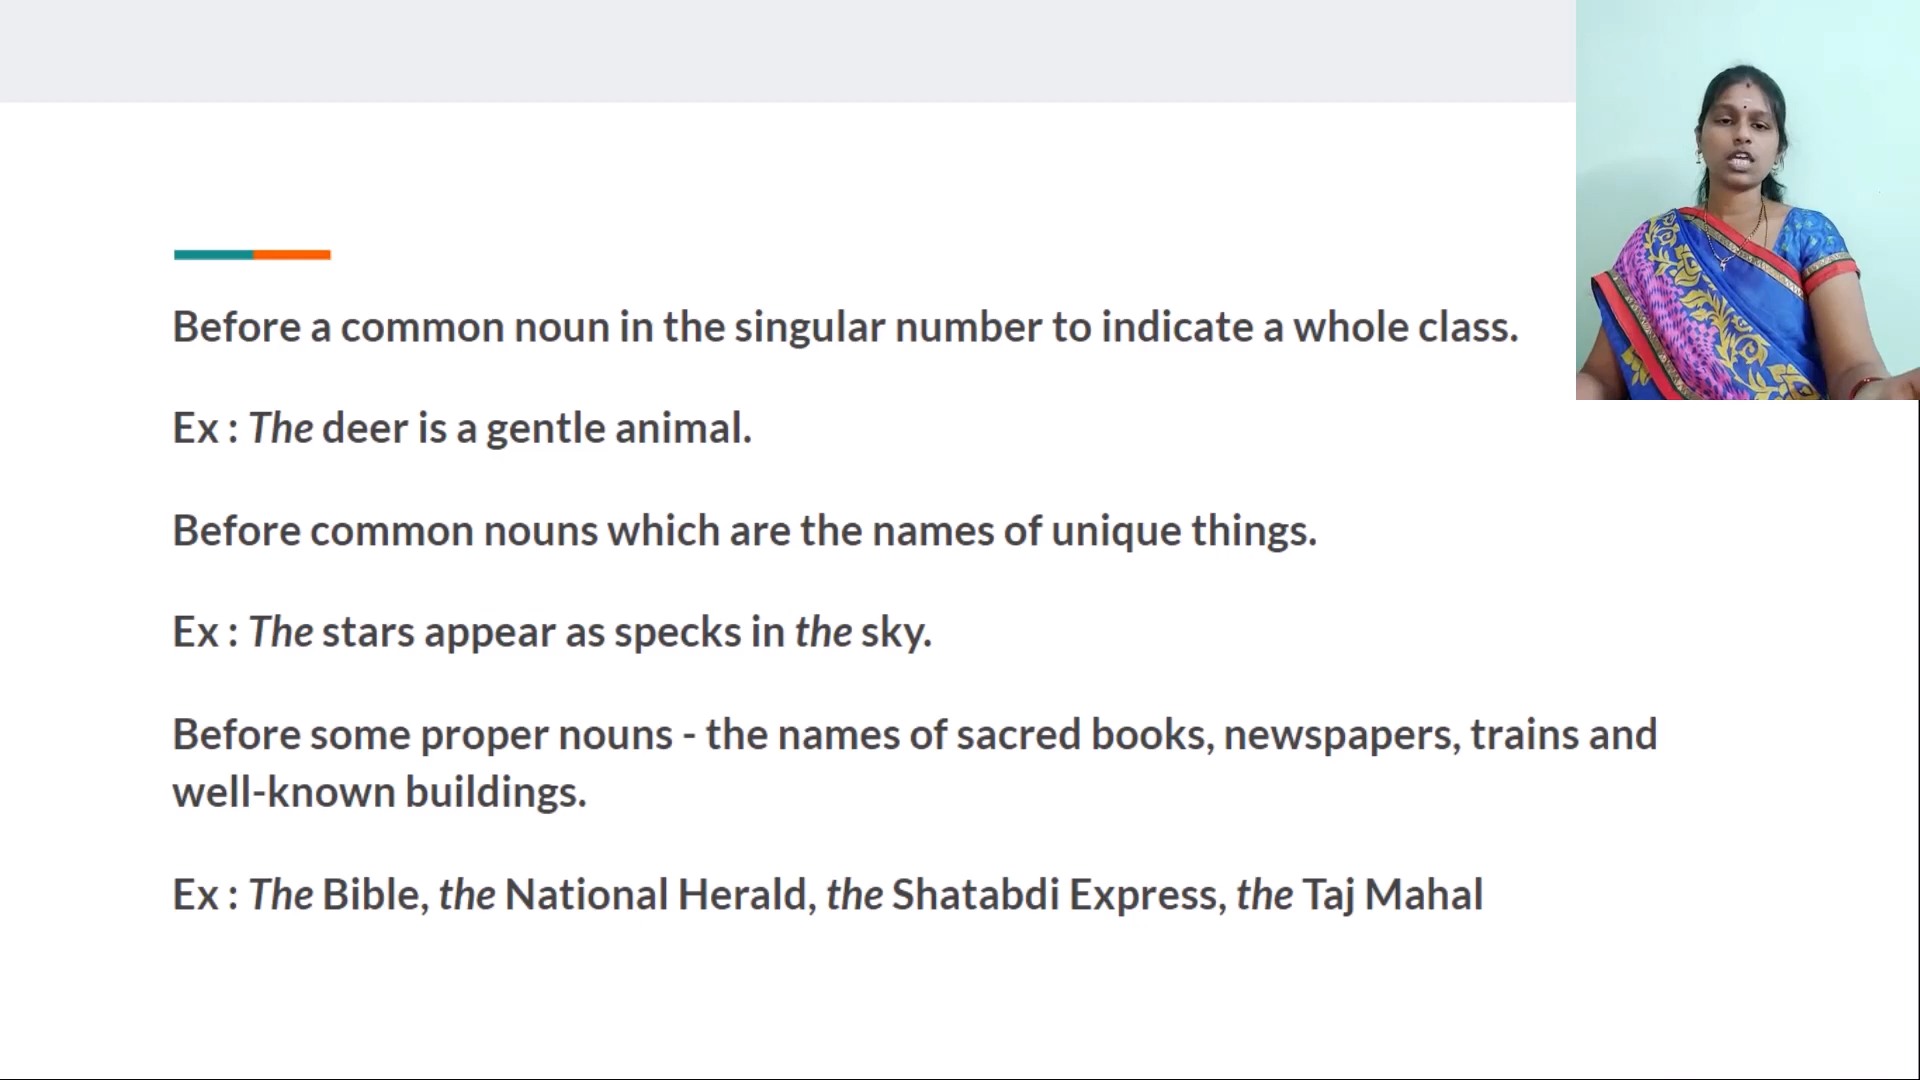 Before a common noun in the singular number to indicate a whole class.
Ex : The deer is a gentle animal.
Before common nouns which are the names of unique things.
Ex : The stars appear as specks in the sky.
Before some proper nouns - the names of sacred books, newspapers, trains and
well-known buildings.
Ex : The Bible, the National Herald, the Shatabdi Express, the Taj Mahal